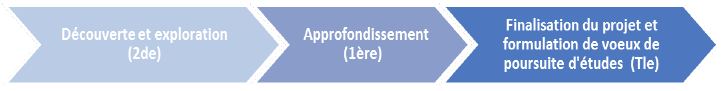 Découverte et exploration
(2de)
Approfondissement
(1ère)
Finalisation du projet et
formulation de voeux de
poursuite d'études (Tle)